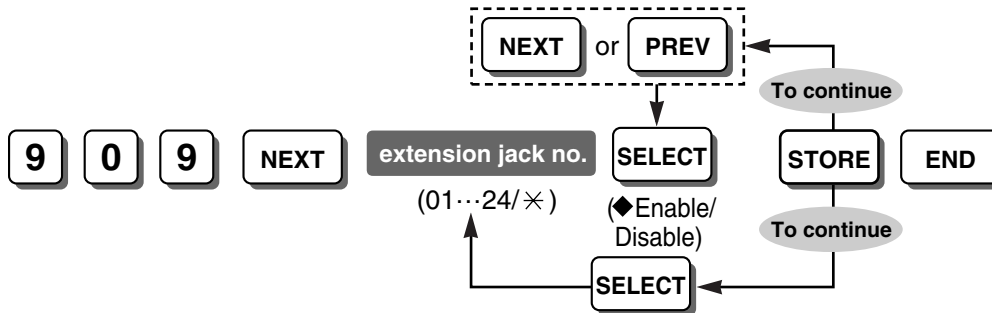 NEXT or PREV
To continue
9 0 9 NEXT extension jack no. SELECT STORE END
(01···24/✳)
(◆Enable/
Disable)
To continue
SELECT